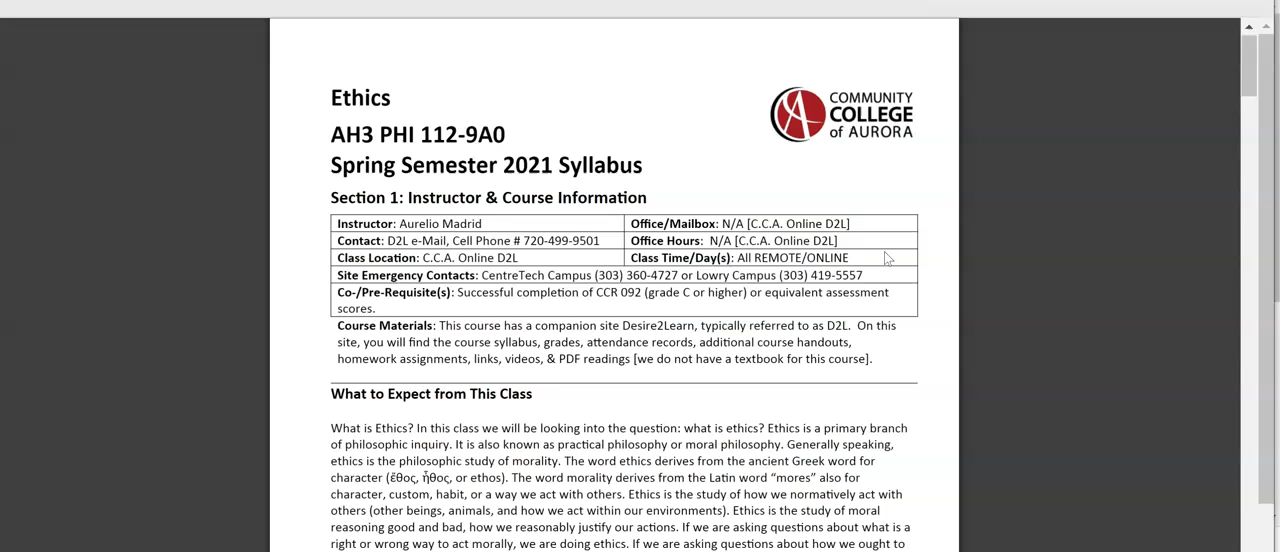 Ethics
COMMUNITY
COLLEGE
of AURORA
AH3 PHI 112-9A0
Spring Semester 2021 Syllabus
Section 1: Instructor & Course Information
Instructor: Aurelio Madrid Office/Mailbox: N/A [C.C.A. Online D2L]
Contact: D2L e-Mail, Cell Phone # 720-499-9501 Office Hours: N/A [C.C.A. Online D2L]
Class Location: C.C.A. Online D2L Class Time/Day(s): All REMOTE/ONLINE
Site Emergency Contacts: CentreTech Campus (303) 360-4727 or Lowry Campus (303) 419-5557
Co-/Pre-Requisite(s): Successful completion of CCR 092 (grade C or higher) or equivalent assessment
scores.
Course Materials: This course has a companion site Desire2Learn, typically referred to as D2L. On this
site, you will find the course syllabus, grades, attendance records, additional course handouts,
homework assignments, links, videos, & PDF readings [we do not have a textbook for this course].
What to Expect from This Class
What is Ethics? In this class we will be looking into the question: what is ethics? Ethics is a primary branch
of philosophic inquiry. It is also known as practical philosophy or moral philosophy. Generally speaking,
ethics is the philosophic study of morality. The word ethics derives from the ancient Greek word for
character (ἔθος, ἦθος, or ethos). The word morality derives from the Latin word “mores” also for
character, custom, habit, or a way we act with others. Ethics is the study of how we normatively act with
others (other beings, animals, and how we act within our environments). Ethics is the study of moral
reasoning good and bad, how we reasonably justify our actions. If we are asking questions about what is a
right or wrong way to act morally, we are doing ethics. If we are asking questions about how we ought to